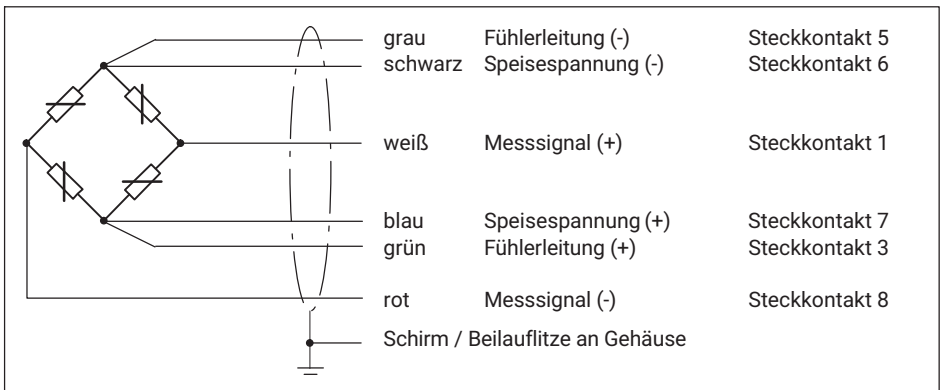 grau Fühlerleitung (-) Steckkontakt 5
schwarz Speisespannung (-) Steckkontakt 6
weiß Messsignal (+) Steckkontakt 1
blau Speisespannung (+) Steckkontakt 7
grün Fühlerleitung (+) Steckkontakt 3
rot Messsignal (-) Steckkontakt 8
Schirm / Beilauflitze an Gehäuse